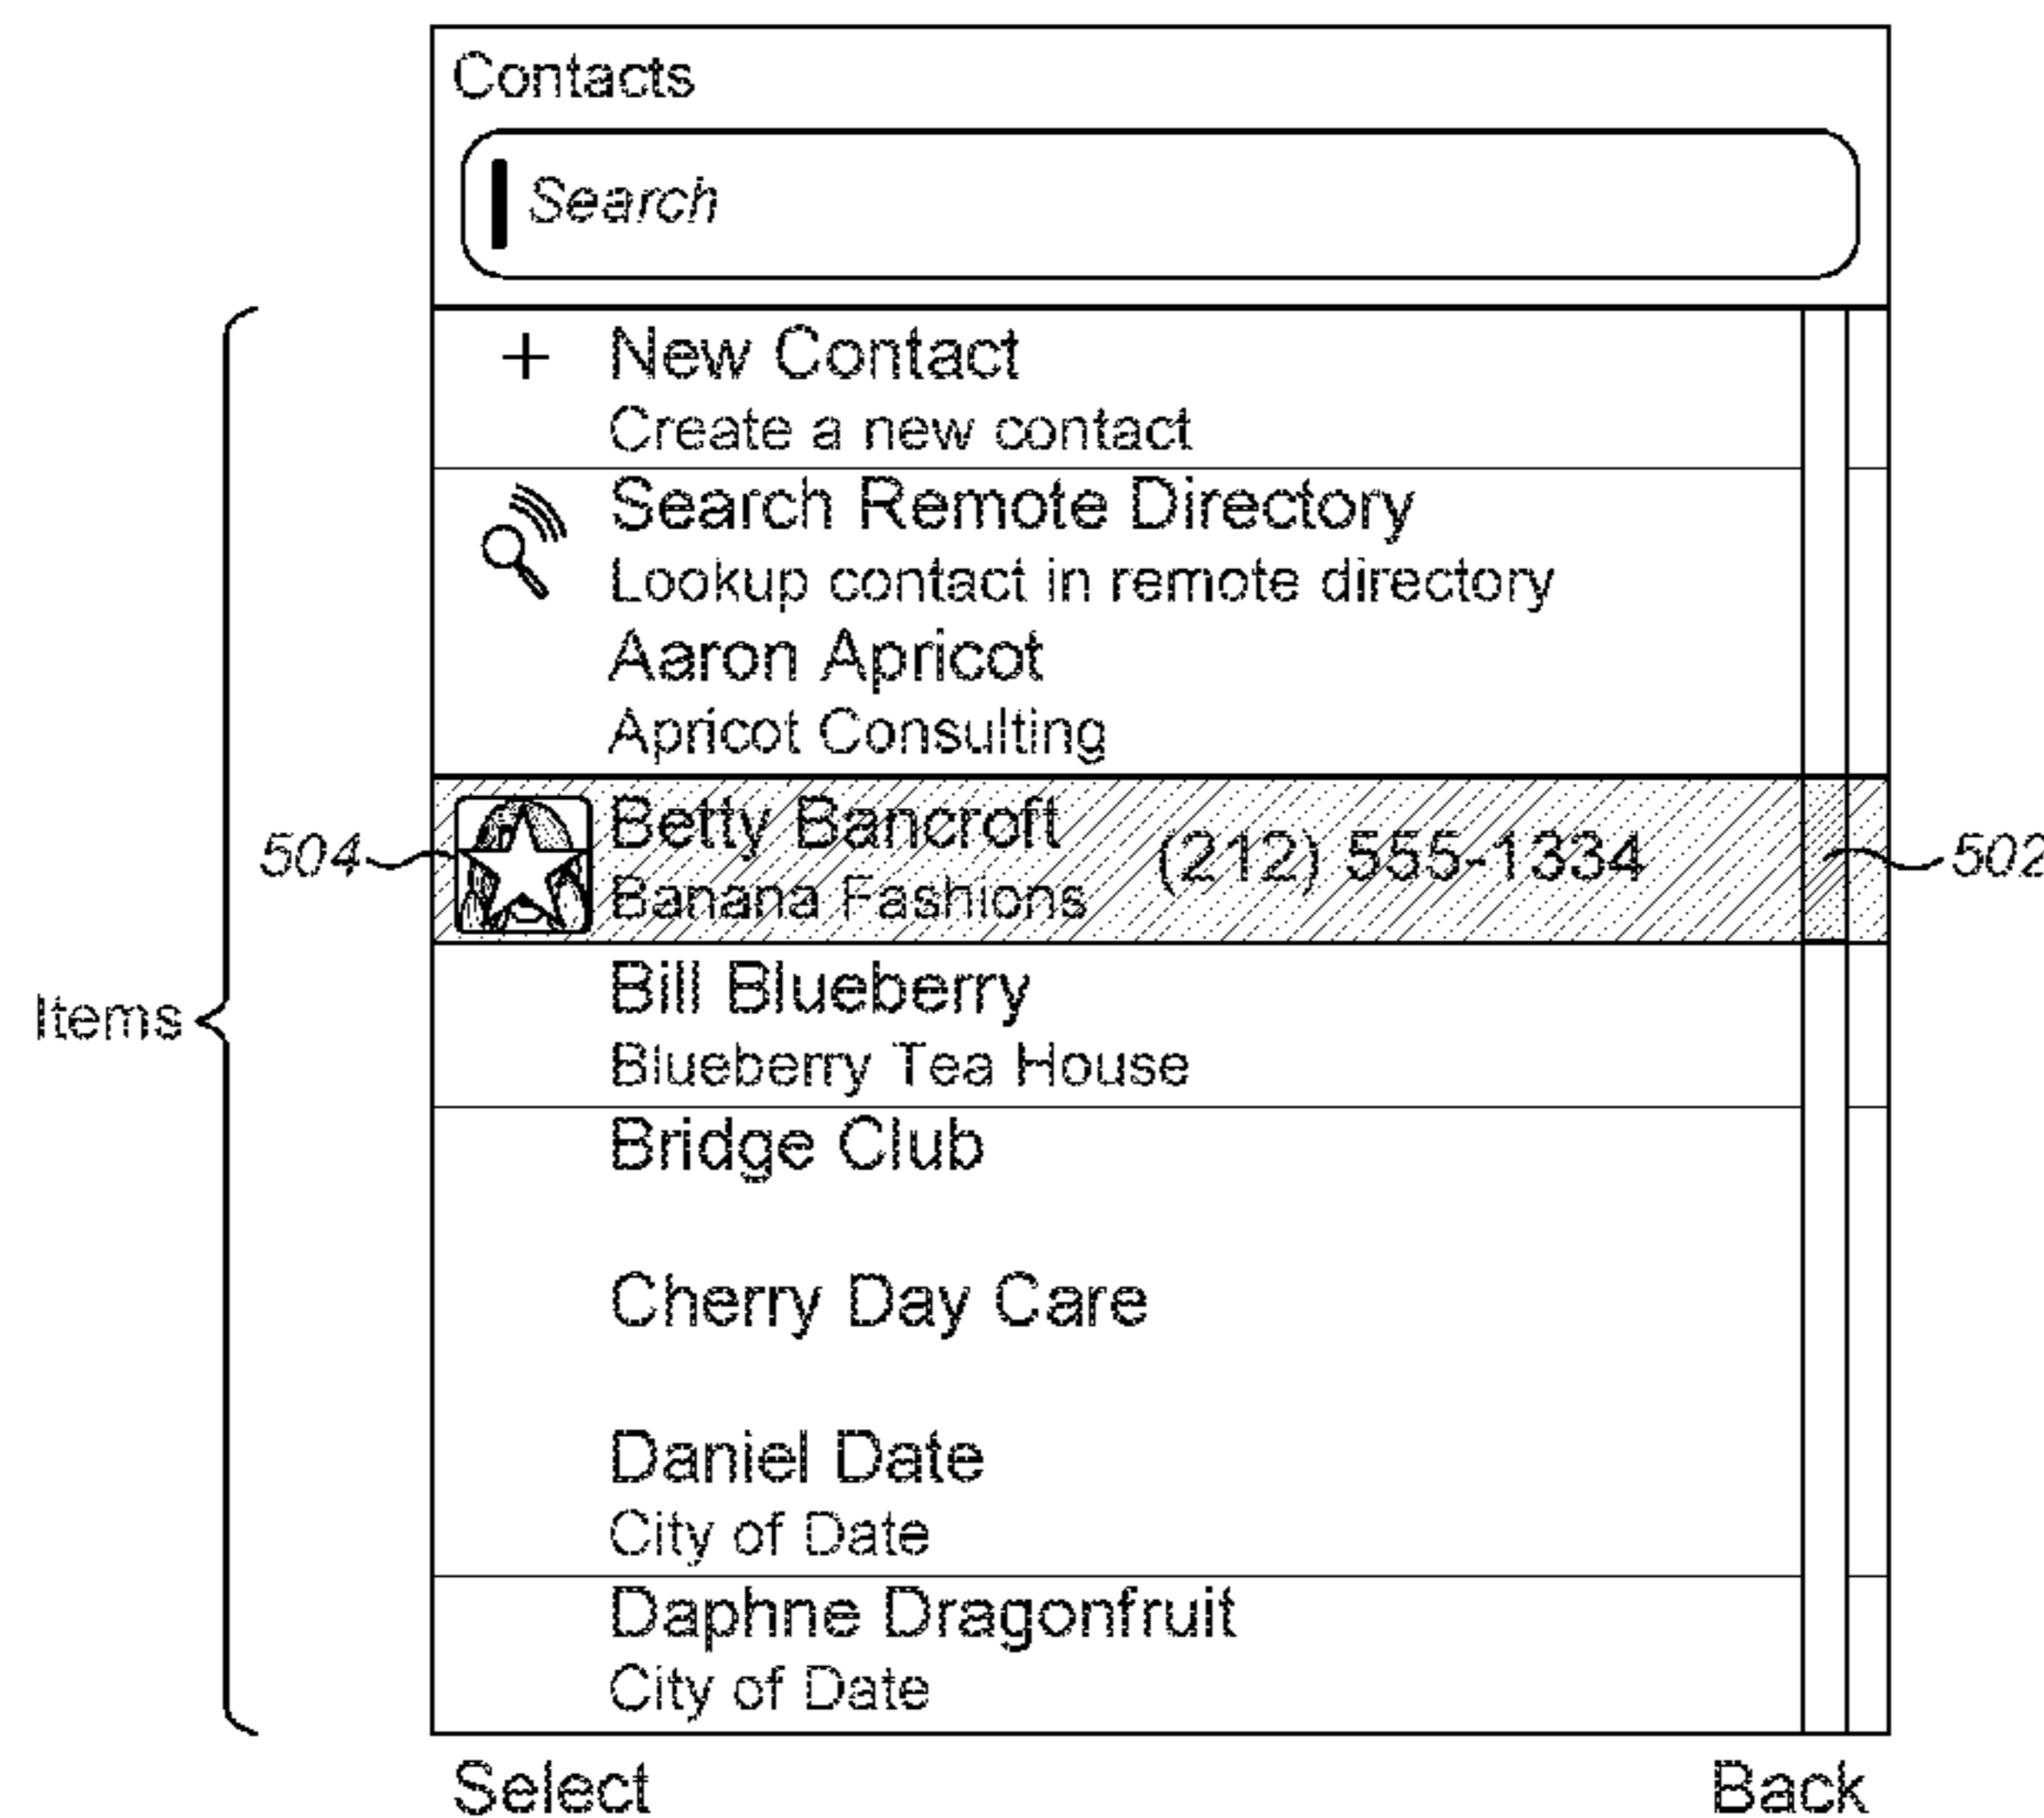 Contacts
Search
+ New Contact
Create a new contact
Search Remote Directory
Lookup contact in remote directory
Aaron Apricot
Apricot Consulting
504
Betty Bancroft
(212) 555-1334
502
Banana Fashions
Bill Blueberry
Items
Blueberry Tea House
Bridge Club
Cherry Day Care
Daniel Date
City of Date
Daphne Dragonfruit
City of Date
Select
Back